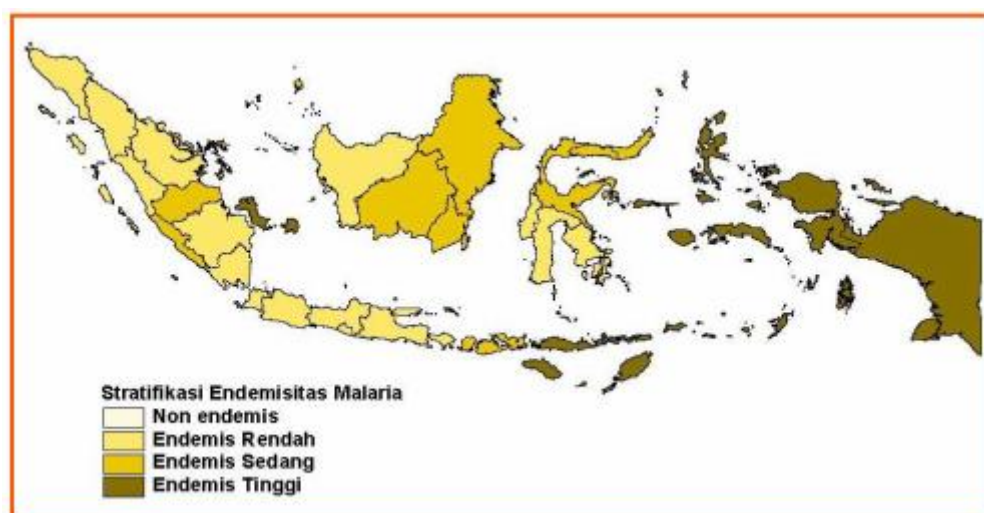 Stratifikasi Endemisitas Malaria
Non endemis
Endemis Rendah
Endemis Sedang
Endemis Tinggi